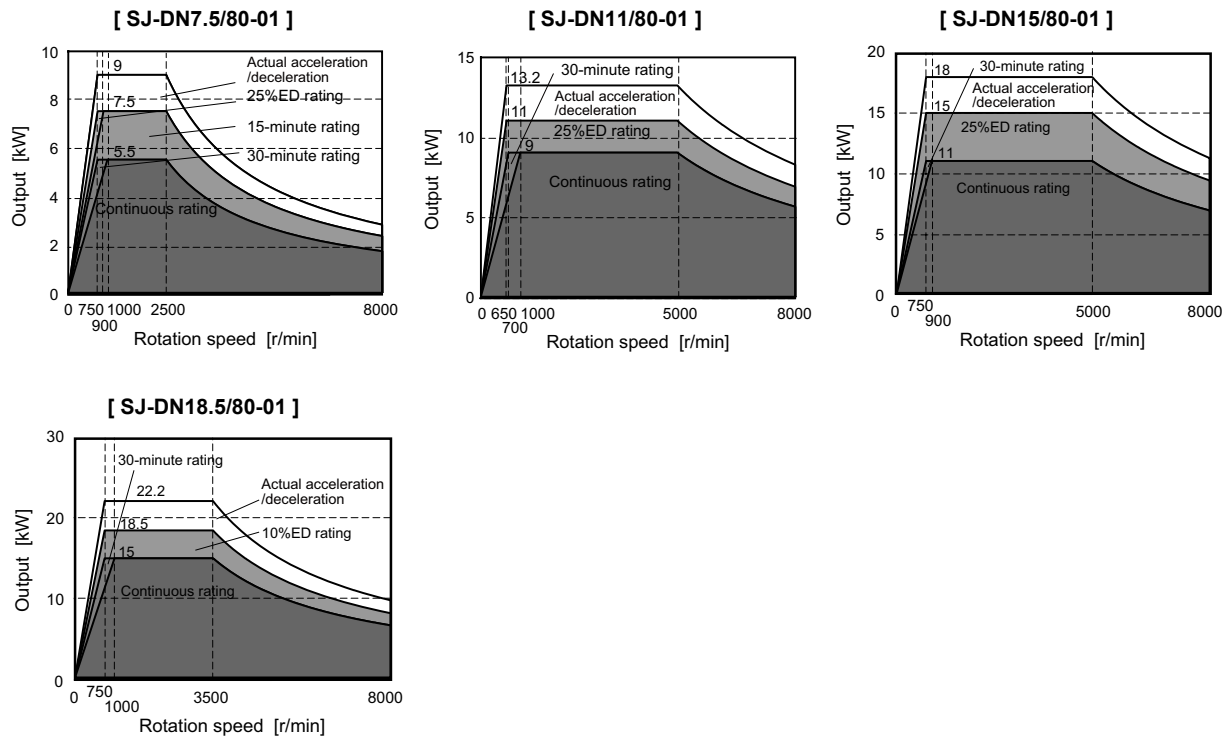 [ SJ-DN7.5/80-01 ]
Output [kW]
10
8
6
4
2
0
9
7.5
5.5
Actual acceleration
/deceleration
25%ED rating
15-minute rating
30-minute rating
Continuous rating
0 750 1000 2500 8000
900
Rotation speed [r/min]
[ SJ-DN11/80-01 ]
Output [kW]
15
10
5
0
30-minute rating
13.2
Actual acceleration
/deceleration
11
25%ED rating
9
Continuous rating
0 650 1000 5000 8000
700
Rotation speed [r/min]
[ SJ-DN15/80-01 ]
Output [kW]
20
15
10
5
0
30-minute rating
18
Actual acceleration
/deceleration
15
25%ED rating
11
Continuous rating
0 750 5000 8000
900
Rotation speed [r/min]
[ SJ-DN18.5/80-01 ]
Output [kW]
30
20
10
0
30-minute rating
22.2
Actual acceleration
/deceleration
18.5
10%ED rating
15
Continuous rating
0 750 3500 8000
1000
Rotation speed [r/min]